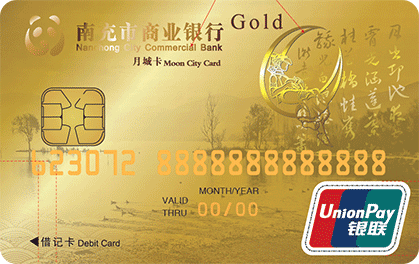 南充市商业银行 Gold
Nanchong City Commercial Bank
月城卡 Moon City Card
623072 8888888888888
MONTH/YEAR
VALID
THRU 00/00
借记卡 Debit Card
UnionPay
银联